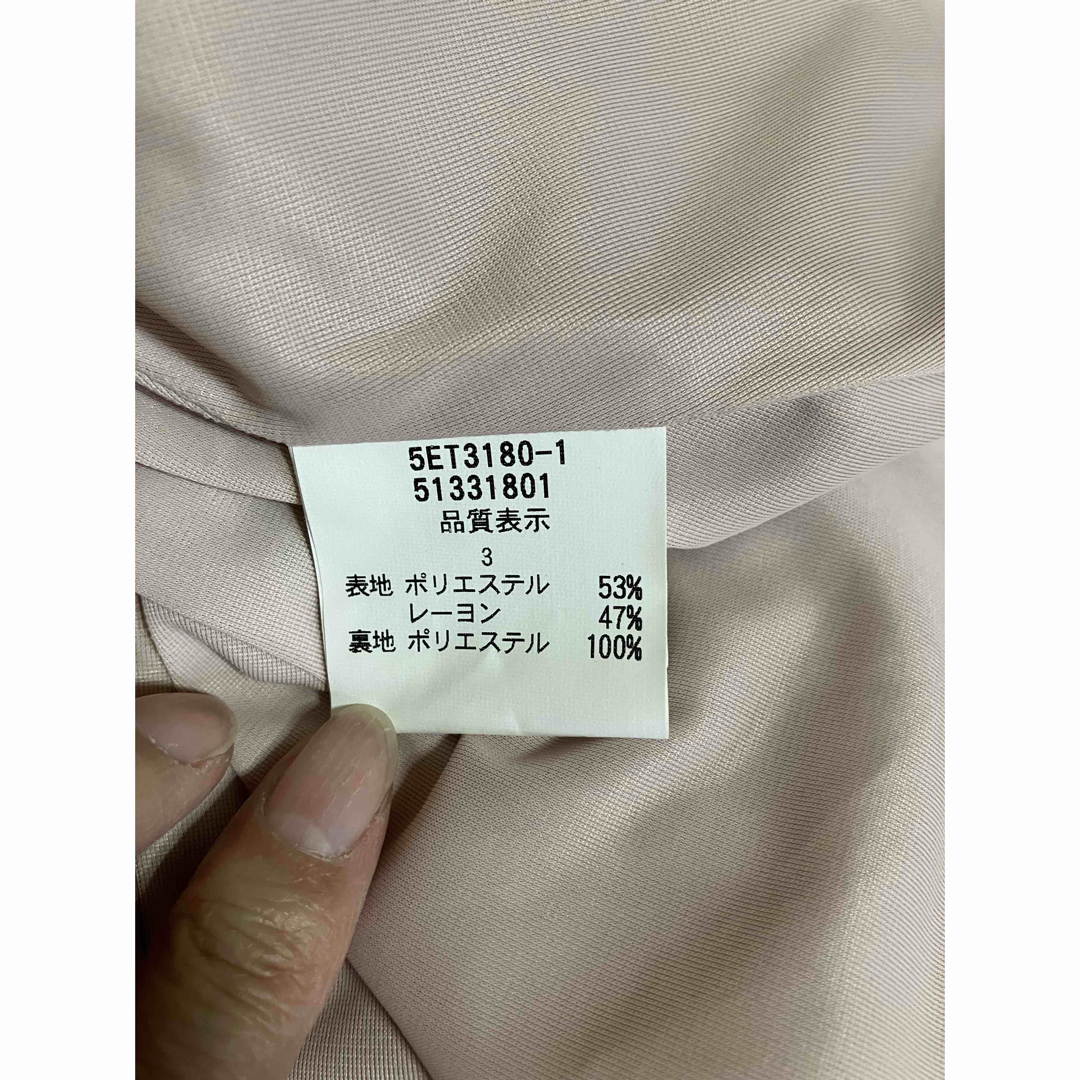 5ET3180-1
51331801
品質表示
3
表地 ポリエステル 53%
レーヨン 47%
裏地 ポリエステル 100%